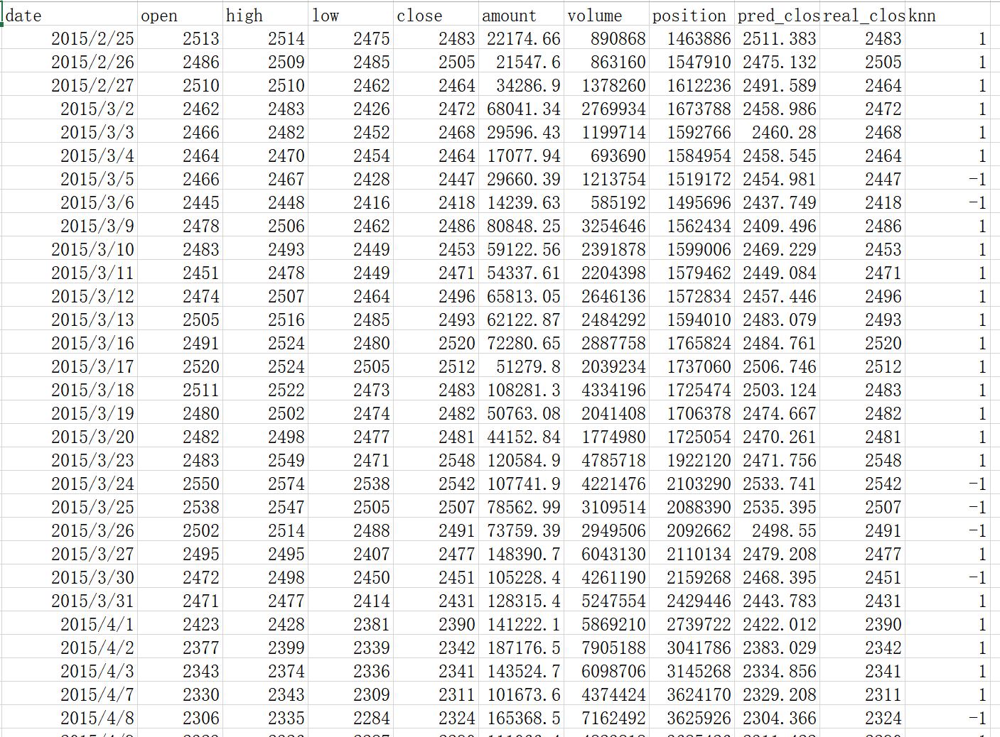 date open high low close amount volume position pred_clos real_clos knn
2015/2/25 2513 2514 2475 2483 22174.66 890868 1463886 2511.383 2483 1
2015/2/26 2486 2509 2485 2505 21547.6 863160 1547910 2475.132 2505 1
2015/2/27 2510 2510 2462 2464 34286.9 1378260 1612236 2491.589 2464 1
2015/3/2 2462 2483 2426 2472 68041.34 2769934 1673788 2458.986 2472 1
2015/3/3 2466 2482 2452 2468 29596.43 1199714 1592766 2460.28 2468 1
2015/3/4 2464 2470 2454 2464 17077.94 693690 1584954 2458.545 2464 1
2015/3/5 2466 2467 2428 2447 29660.39 1213754 1519172 2454.981 2447 -1
2015/3/6 2445 2448 2416 2418 14239.63 585192 1495696 2437.749 2418 -1
2015/3/9 2478 2506 2462 2486 80848.25 3254646 1562434 2409.496 2486 1
2015/3/10 2483 2493 2449 2453 59122.56 2391878 1599006 2469.229 2453 1
2015/3/11 2451 2478 2449 2471 54337.61 2204398 1579462 2449.084 2471 1
2015/3/12 2474 2507 2464 2496 65813.05 2646136 1572834 2457.446 2496 1
2015/3/13 2505 2516 2485 2493 62122.87 2484292 1594010 2483.079 2493 1
2015/3/16 2491 2524 2480 2520 72280.65 2887758 1765824 2484.761 2520 1
2015/3/17 2520 2524 2505 2512 51279.8 2039234 1737060 2506.746 2512 1
2015/3/18 2511 2522 2473 2483 108281.3 4334196 1725474 2503.124 2483 1
2015/3/19 2480 2502 2474 2482 50763.08 2041408 1706378 2474.667 2482 1
2015/3/20 2482 2498 2477 2481 44152.84 1774980 1725054 2470.261 2481 1
2015/3/23 2483 2549 2471 2548 120584.9 4785718 1922120 2471.756 2548 1
2015/3/24 2550 2574 2538 2542 107741.9 4221476 2103290 2533.741 2542 -1
2015/3/25 2538 2547 2505 2507 78562.99 3109514 2088390 2535.395 2507 -1
2015/3/26 2502 2514 2488 2491 73759.39 2949506 2092662 2498.55 2491 -1
2015/3/27 2495 2495 2407 2477 148390.7 6043130 2110134 2479.208 2477 1
2015/3/30 2472 2498 2450 2451 105228.4 4261190 2159268 2468.395 2451 -1
2015/3/31 2471 2477 2414 2431 128315.4 5247554 2429446 2443.783 2431 1
2015/4/1 2423 2428 2381 2390 141222.1 5869210 2739722 2422.012 2390 1
2015/4/2 2377 2399 2339 2342 187176.5 7905188 3041786 2383.029 2342 1
2015/4/3 2343 2374 2336 2341 143524.7 6098706 3145268 2334.856 2341 1
2015/4/7 2330 2343 2309 2311 101673.6 4374424 3624170 2329.208 2311 1
2015/4/8 2306 2335 2284 2324 165368.5 7162492 3625926 2304.366 2324 -1